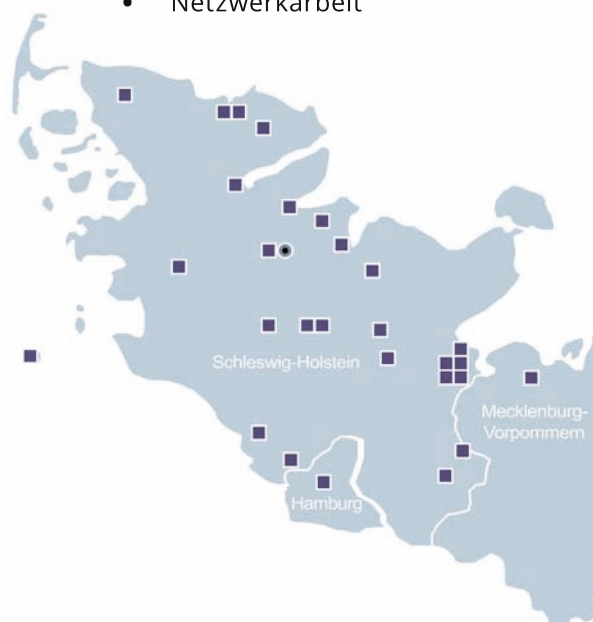 • Netzwerkarbeit
Schleswig-Holstein
Mecklenburg-
Vorpommern
Hamburg